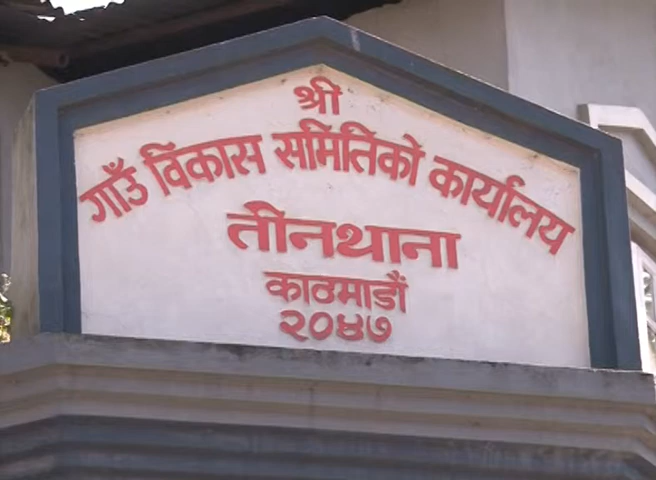 श्री
गाउँ विकास समितिको कार्यालय
तीनथाना
काठमाडौं
२०४७